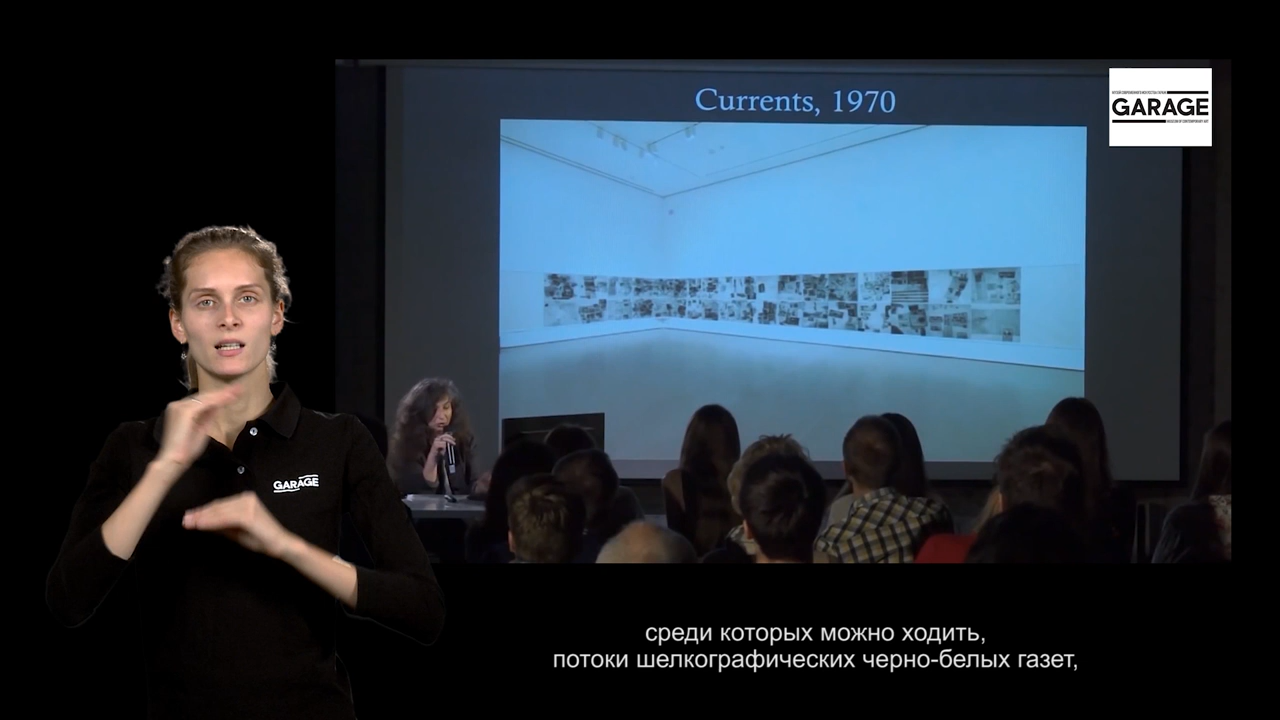 Currents, 1970
GARAGE
GARAGE
среди которых можно ходить,
потоки шелкографических черно-белых газет,